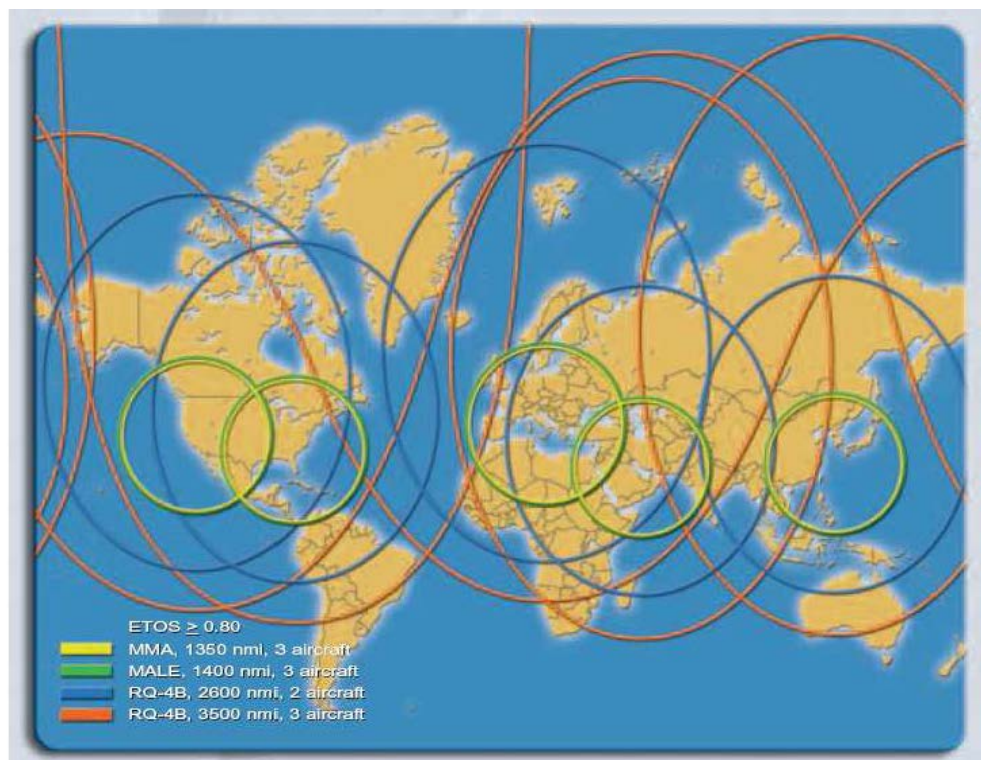 ETOS ≥ 0.80
MMA, 1350 nmi, 3 aircraft
MALE, 1400 nmi, 3 aircraft
RQ-4B, 2600 nmi, 2 aircraft
RQ-4B, 3500 nmi, 3 aircraft